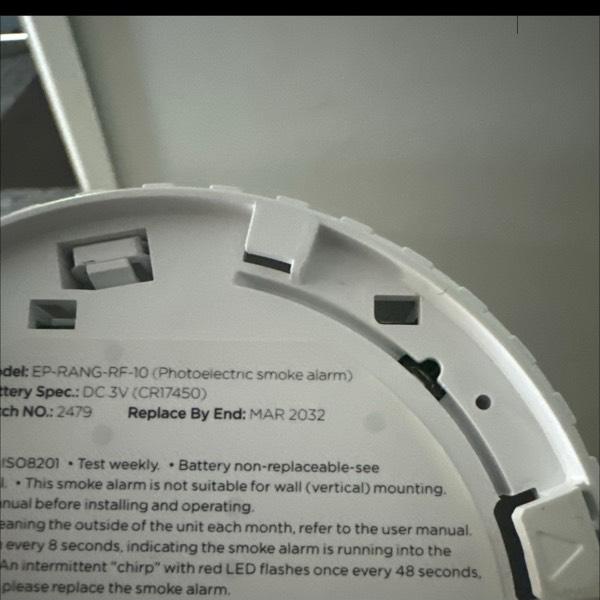 del: EP-RANG-RF-10 (Photoelectric smoke alarm)
ttery Spec.: DC 3V (CR17450)
ch NO.: 2479 Replace By End: MAR 2032
ISO8201 • Test weekly. • Battery non-replaceable-see
l. • This smoke alarm is not suitable for wall (vertical) mounting.
nual before installing and operating.
eaning the outside of the unit each month, refer to the user manual.
every 8 seconds, indicating the smoke alarm is running into the
An intermittent "chirp" with red LED flashes once every 48 seconds,
please replace the smoke alarm.